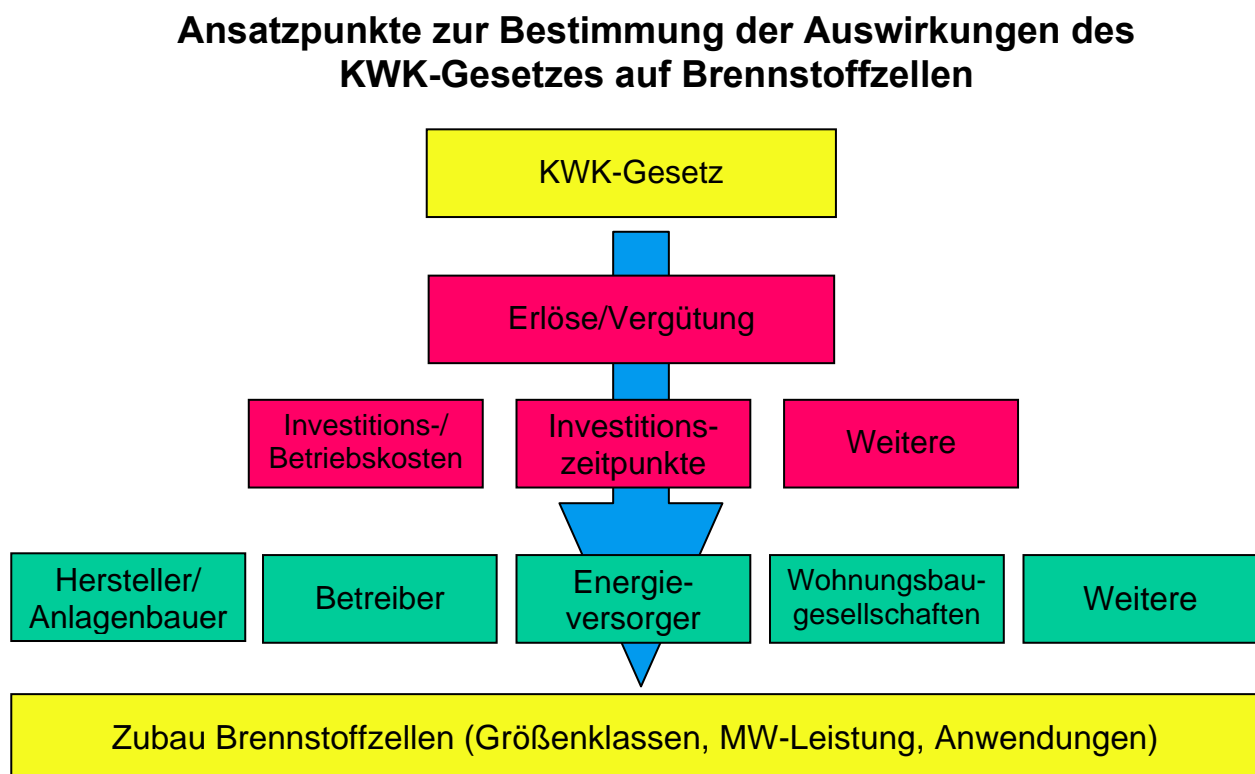 Ansatzpunkte zur Bestimmung der Auswirkungen des
KWK-Gesetzes auf Brennstoffzellen
KWK-Gesetz
Erlöse/Vergütung
Investitions-/
Betriebskosten
Investitions-
zeitpunkte
Weitere
Hersteller/
Anlagenbauer
Betreiber
Energie-
versorger
Wohnungsbau-
gesellschaften
Weitere
Zubau Brennstoffzellen (Größenklassen, MW-Leistung, Anwendungen)